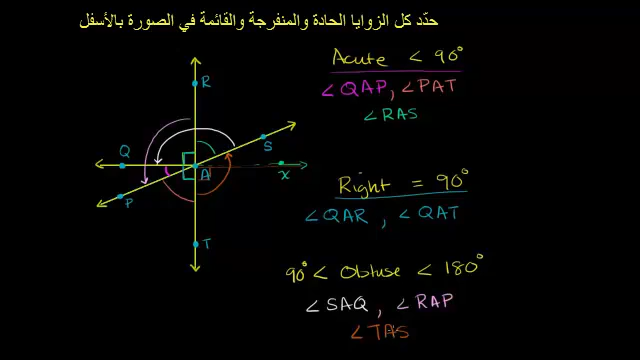 حدّد كل الزوايا الحادة والمنفرجة والقائمة في الصورة بالأسفل
Acute < 90°
∠QAP, ∠PAT
∠RAS
R
Q
S
A
x
P
T
Right = 90°
∠QAR, ∠QAT
90° < Obtuse < 180°
∠SAQ, ∠RAP
∠TAS